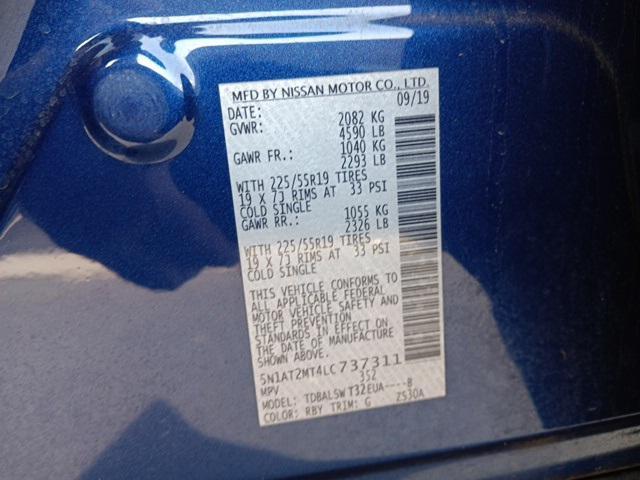 MFD BY NISSAN MOTOR CO., LTD.
DATE: 09/19
GVWR: 2082 KG
4590 LB
GAWR FR.: 1040 KG
2293 LB
WITH 225/55R19 TIRES
19 X 7J RIMS AT 33 PSI
COLD SINGLE
GAWR RR.: 1055 KG
2326 LB
WITH 225/55R19 TIRES
19 X 7J RIMS AT 33 PSI
COLD SINGLE
THIS VEHICLE CONFORMS TO
ALL APPLICABLE FEDERAL
MOTOR VEHICLE SAFETY AND
THEFT PREVENTION
STANDARDS IN EFFECT ON
THE DATE OF MANUFACTURE
SHOWN ABOVE.
5N1AT2MT4LC737311
MPV 352
MODEL: TDBALSW T32EUA----B
COLOR: RBY TRIM: G Z530A